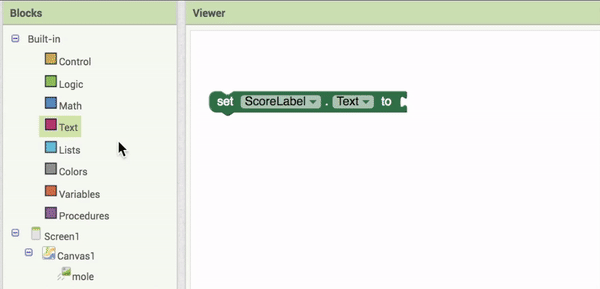 Blocks
Built-in
Control
Logic
Math
Text
Lists
Colors
Variables
Procedures
Screen1
Canvas1
mole
Viewer
set ScoreLabel . Text to